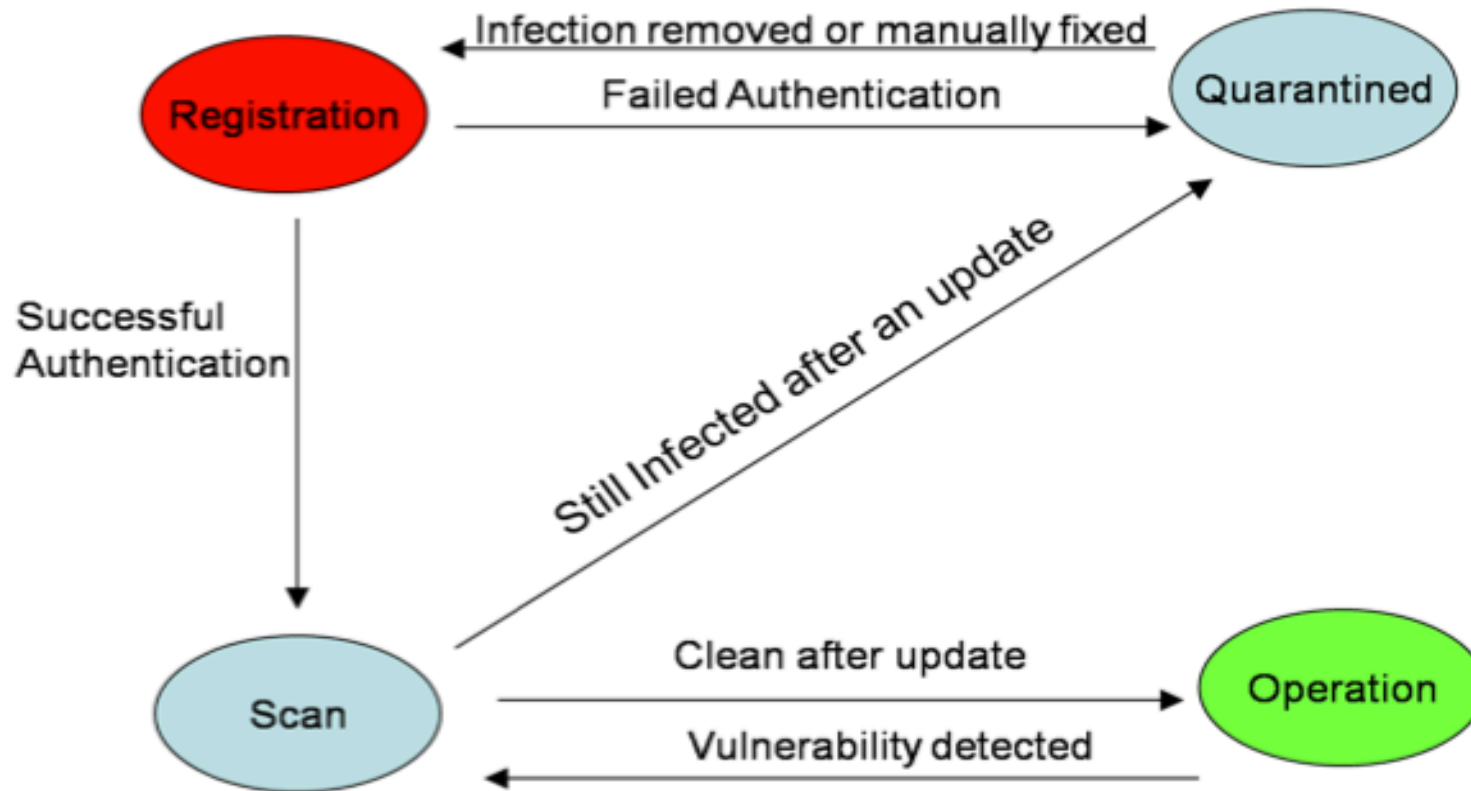 Infection removed or manually fixed
Registration
Failed Authentication
Quarantined
Successful
Authentication
Still Infected after an update
Clean after update
Scan
Operation
Vulnerability detected